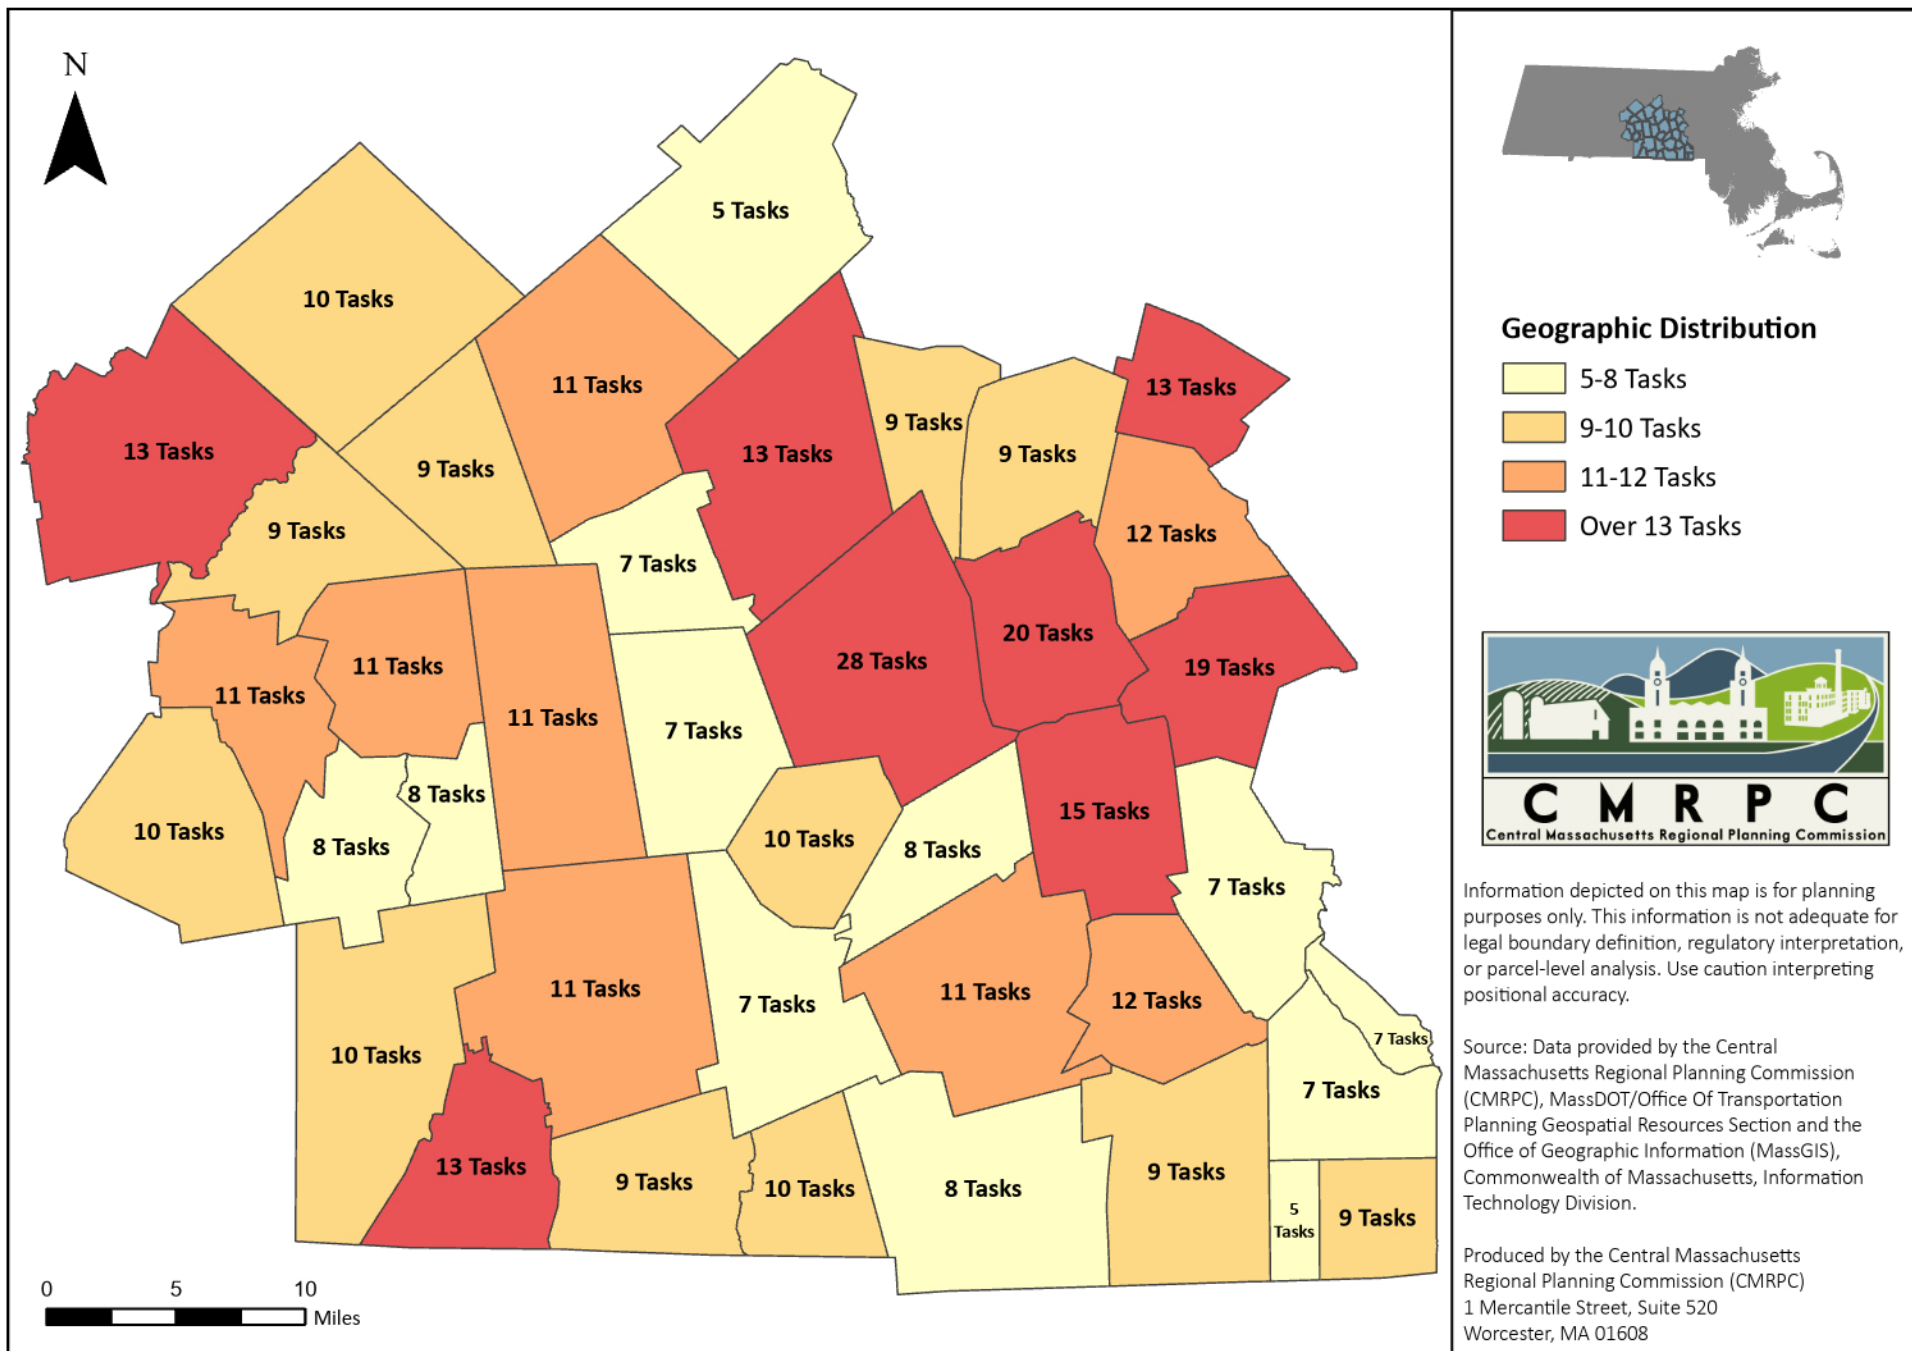 N
5 Tasks
10 Tasks
11 Tasks
13 Tasks
9 Tasks
13 Tasks
13 Tasks
9 Tasks
9 Tasks
9 Tasks
12 Tasks
7 Tasks
20 Tasks
28 Tasks
11 Tasks
19 Tasks
11 Tasks
11 Tasks
7 Tasks
8 Tasks
15 Tasks
10 Tasks
8 Tasks
10 Tasks
8 Tasks
7 Tasks
11 Tasks
7 Tasks
11 Tasks
12 Tasks
7 Tasks
10 Tasks
7 Tasks
13 Tasks
9 Tasks
10 Tasks
8 Tasks
9 Tasks
5
Tasks
9 Tasks
0 5 10
Miles
Geographic Distribution
5-8 Tasks
9-10 Tasks
11-12 Tasks
Over 13 Tasks
C M R P C
Central Massachusetts Regional Planning Commission
Information depicted on this map is for planning
purposes only. This information is not adequate for
legal boundary definition, regulatory interpretation,
or parcel-level analysis. Use caution interpreting
positional accuracy.
Source: Data provided by the Central
Massachusetts Regional Planning Commission
(CMRPC), MassDOT/Office Of Transportation
Planning Geospatial Resources Section and the
Office of Geographic Information (MassGIS),
Commonwealth of Massachusetts, Information
Technology Division.
Produced by the Central Massachusetts
Regional Planning Commission (CMRPC)
1 Mercantile Street, Suite 520
Worcester, MA 01608